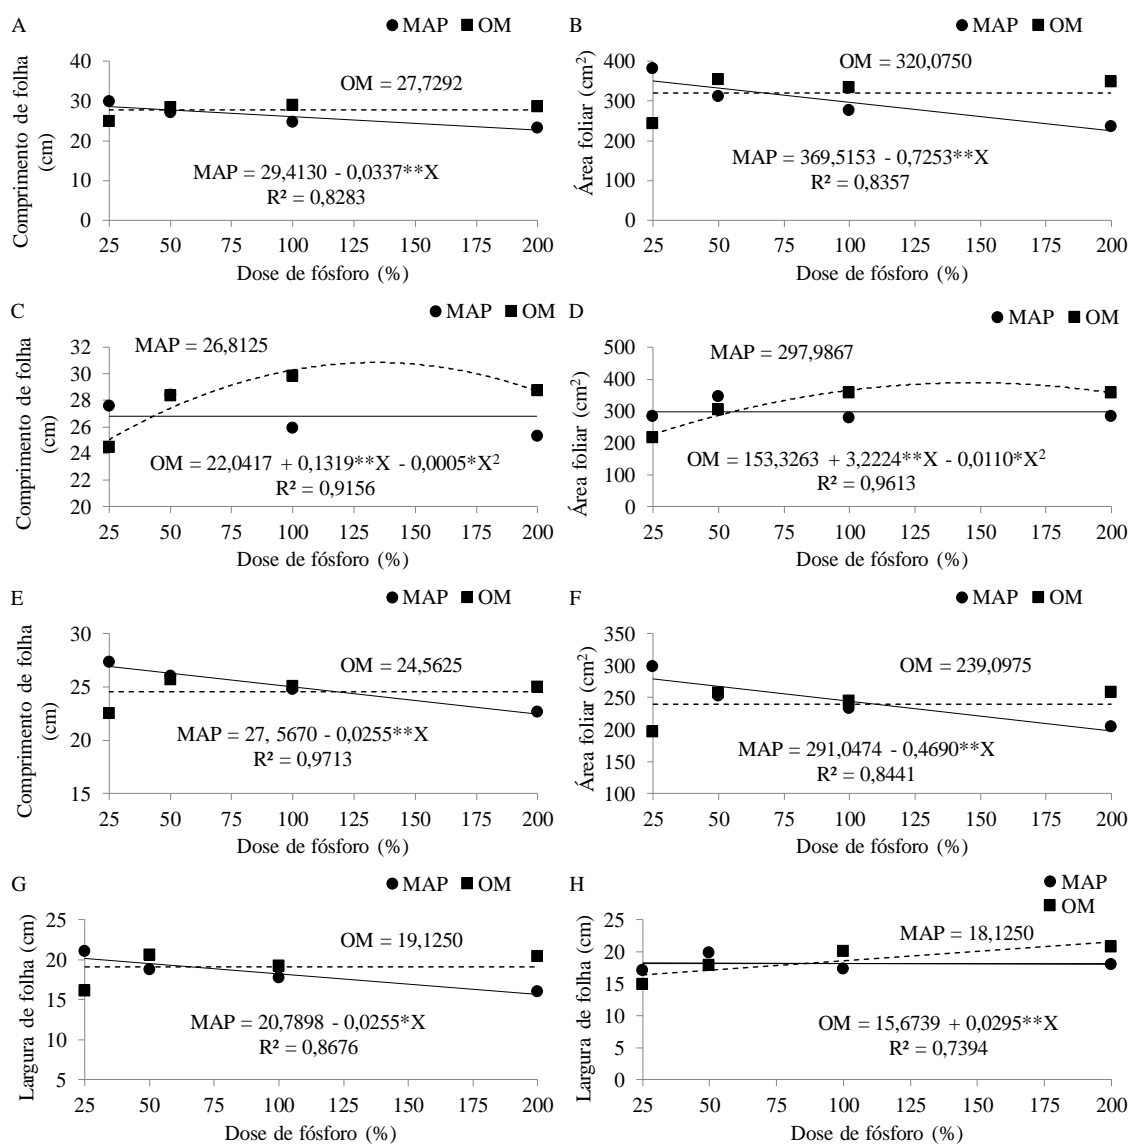 A
● MAP ■ OM
Comprimento de folha
(cm)
40
30
20
10
0
OM = 27,7292
MAP = 29,4130 - 0,0337**X
R² = 0,8283
25 50 75 100 125 150 175 200
Dose de fósforo (%)
B
● MAP ■ OM
Área foliar (cm²)
400
300
200
100
0
OM = 320,0750
MAP = 369,5153 - 0,7253**X
R² = 0,8357
25 50 75 100 125 150 175 200
Dose de fósforo (%)
C
● MAP ■ OM
Comprimento de folha
(cm)
32
30
28
26
24
22
20
MAP = 26,8125
OM = 22,0417 + 0,1319**X - 0,0005*X²
R² = 0,9156
25 50 75 100 125 150 175 200
Dose de fósforo (%)
D
● MAP ■ OM
Área foliar (cm²)
500
400
300
200
100
0
MAP = 297,9867
OM = 153,3263 + 3,2224**X - 0,0110*X²
R² = 0,9613
25 50 75 100 125 150 175 200
Dose de fósforo (%)
E
● MAP ■ OM
Comprimento de folha
(cm)
30
25
20
15
OM = 24,5625
MAP = 27, 5670 - 0,0255**X
R² = 0,9713
25 50 75 100 125 150 175 200
Dose de fósforo (%)
F
● MAP ■ OM
Área foliar (cm²)
350
300
250
200
150
100
OM = 239,0975
MAP = 291,0474 - 0,4690**X
R² = 0,8441
25 50 75 100 125 150 175 200
Dose de fósforo (%)
G
● MAP ■ OM
Largura de folha (cm)
25
20
15
10
5
OM = 19,1250
MAP = 20,7898 - 0,0255*X
R² = 0,8676
25 50 75 100 125 150 175 200
Dose de fósforo (%)
H
● MAP
■ OM
Largura de folha (cm)
25
20
15
10
5
0
MAP = 18,1250
OM = 15,6739 + 0,0295**X
R² = 0,7394
25 50 75 100 125 150 175 200
Dose de fósforo (%)